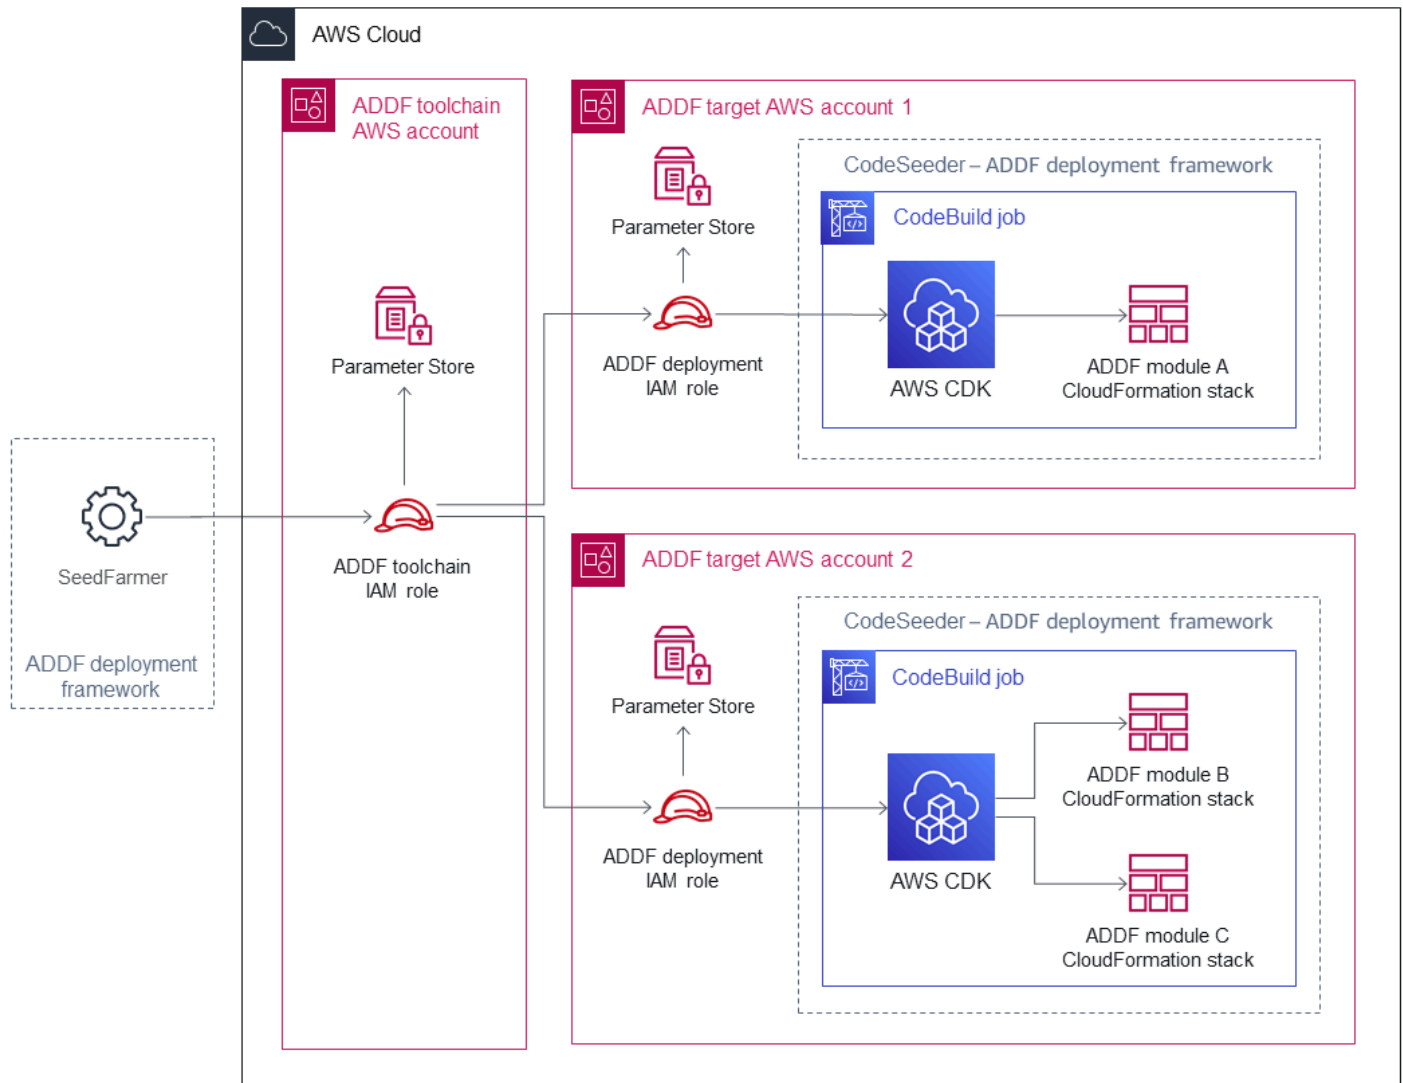 AWS Cloud
ADDF toolchain
AWS account
Parameter Store
ADDF toolchain
IAM role
SeedFarmer
ADDF deployment
framework
ADDF target AWS account 1
Parameter Store
ADDF deployment
IAM role
CodeSeeder – ADDF deployment framework
CodeBuild job
AWS CDK
ADDF module A
CloudFormation stack
ADDF target AWS account 2
Parameter Store
ADDF deployment
IAM role
CodeSeeder – ADDF deployment framework
CodeBuild job
AWS CDK
ADDF module B
CloudFormation stack
ADDF module C
CloudFormation stack